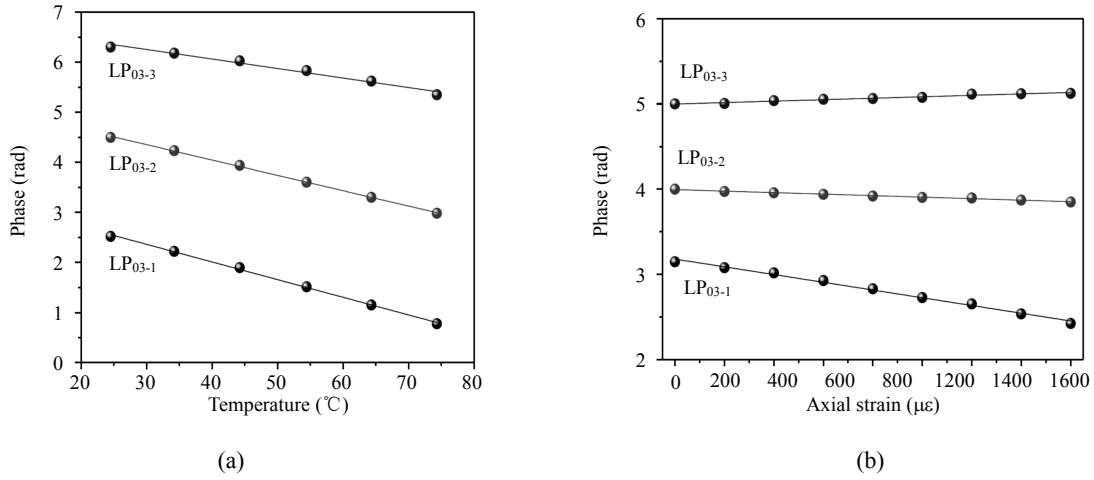 7
6
5
4
3
2
1
0
Phase (rad)
LP03-3
LP03-2
LP03-1
20 30 40 50 60 70 80
Temperature (℃)
(a)
6
5
4
3
2
Phase (rad)
LP03-3
LP03-2
LP03-1
0 200 400 600 700 800 1200 1400 1600
Axial strain (με)
(b)